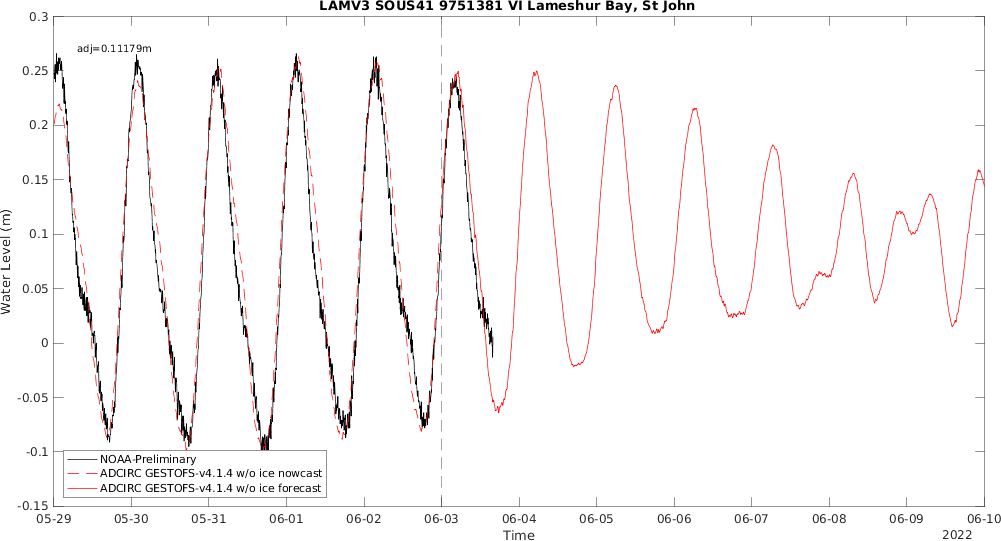 LAMV3 SOUS41 9751381 VI Lameshur Bay, St John
adj=0.11179m
0.3
0.25
0.2
0.15
0.1
0.05
0
-0.05
-0.1
-0.15
Water Level (m)
NOAA-Preliminary
ADCIRC GESTOFS-v4.1.4 w/o ice nowcast
ADCIRC GESTOFS-v4.1.4 w/o ice forecast
05-29 05-30 05-31 06-01 06-02 06-03 06-04 06-05 06-06 06-07 06-08 06-09 06-10
Time
2022